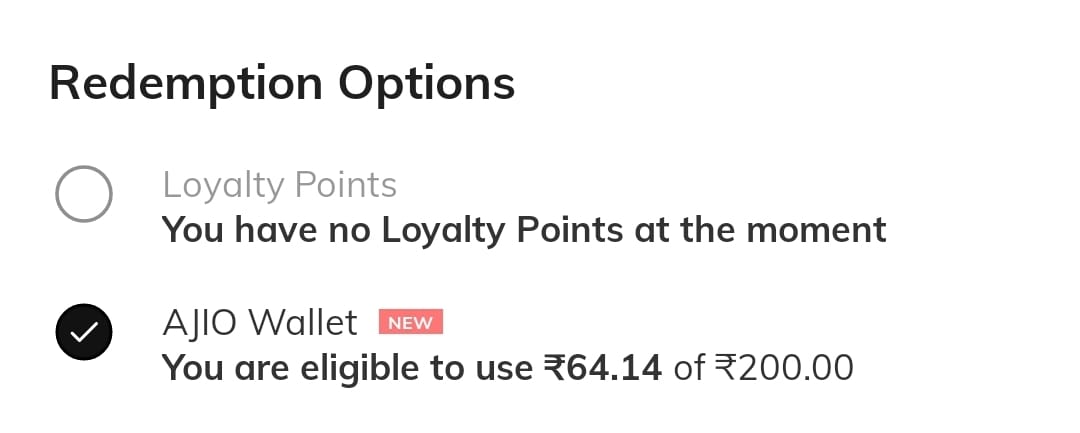 Redemption Options
Loyalty Points
You have no Loyalty Points at the moment
AJIO Wallet NEW
You are eligible to use ₹64.14 of ₹200.00